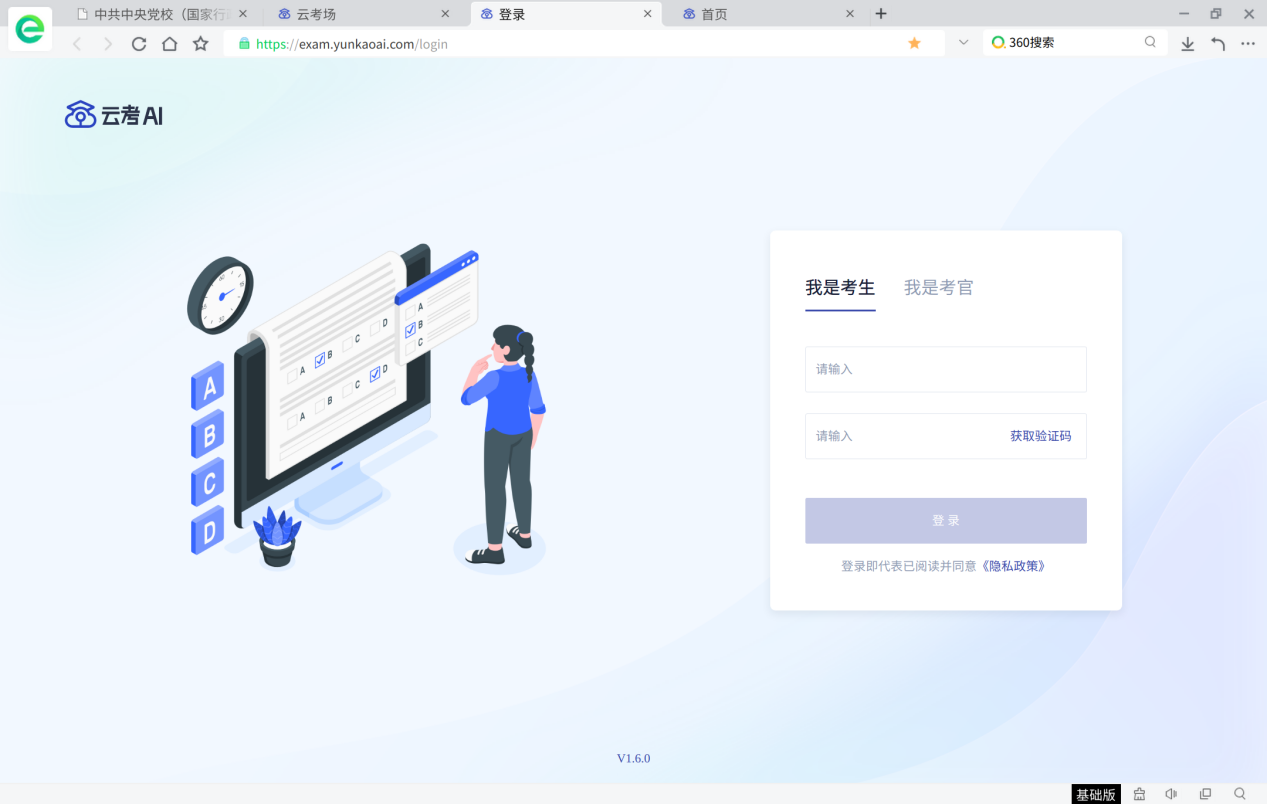 中共中央党校（国家行
云考场
登录
首页
https://exam.yunkaoai.com/login
360搜索
云考AI
我是考生
我是考官
请输入
请输入
获取验证码
登 录
登录即代表已阅读并同意《隐私政策》
A
B
C
D
A
B
C
D
A
B
C
D
A
B
C
V1.6.0
基础版